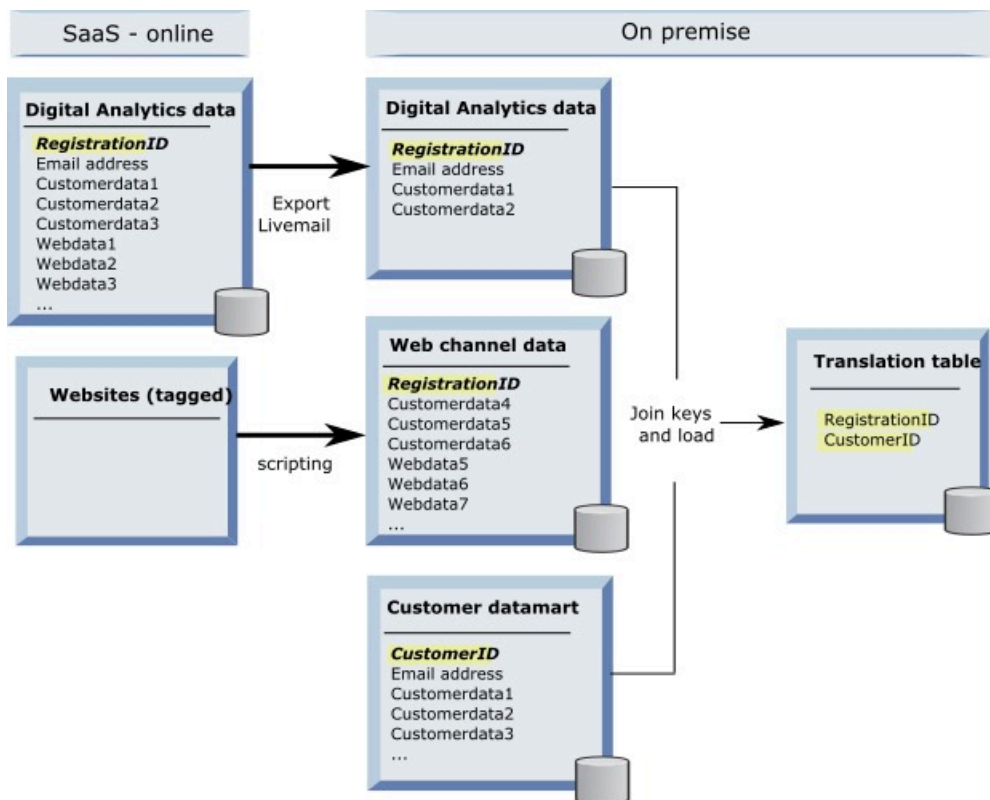 SaaS - online
On premise
Digital Analytics data
RegistrationID
Email address
Customerdata1
Customerdata2
Customerdata3
Webdata1
Webdata2
Webdata3
...
Export
Livemail
Digital Analytics data
RegistrationID
Email address
Customerdata1
Customerdata2
Websites (tagged)
scripting
Web channel data
RegistrationID
Customerdata4
Customerdata5
Customerdata6
Webdata5
Webdata6
Webdata7
...
Customer datamart
CustomerID
Email address
Customerdata1
Customerdata2
Customerdata3
...
Join keys
and load
Translation table
RegistrationID
CustomerID